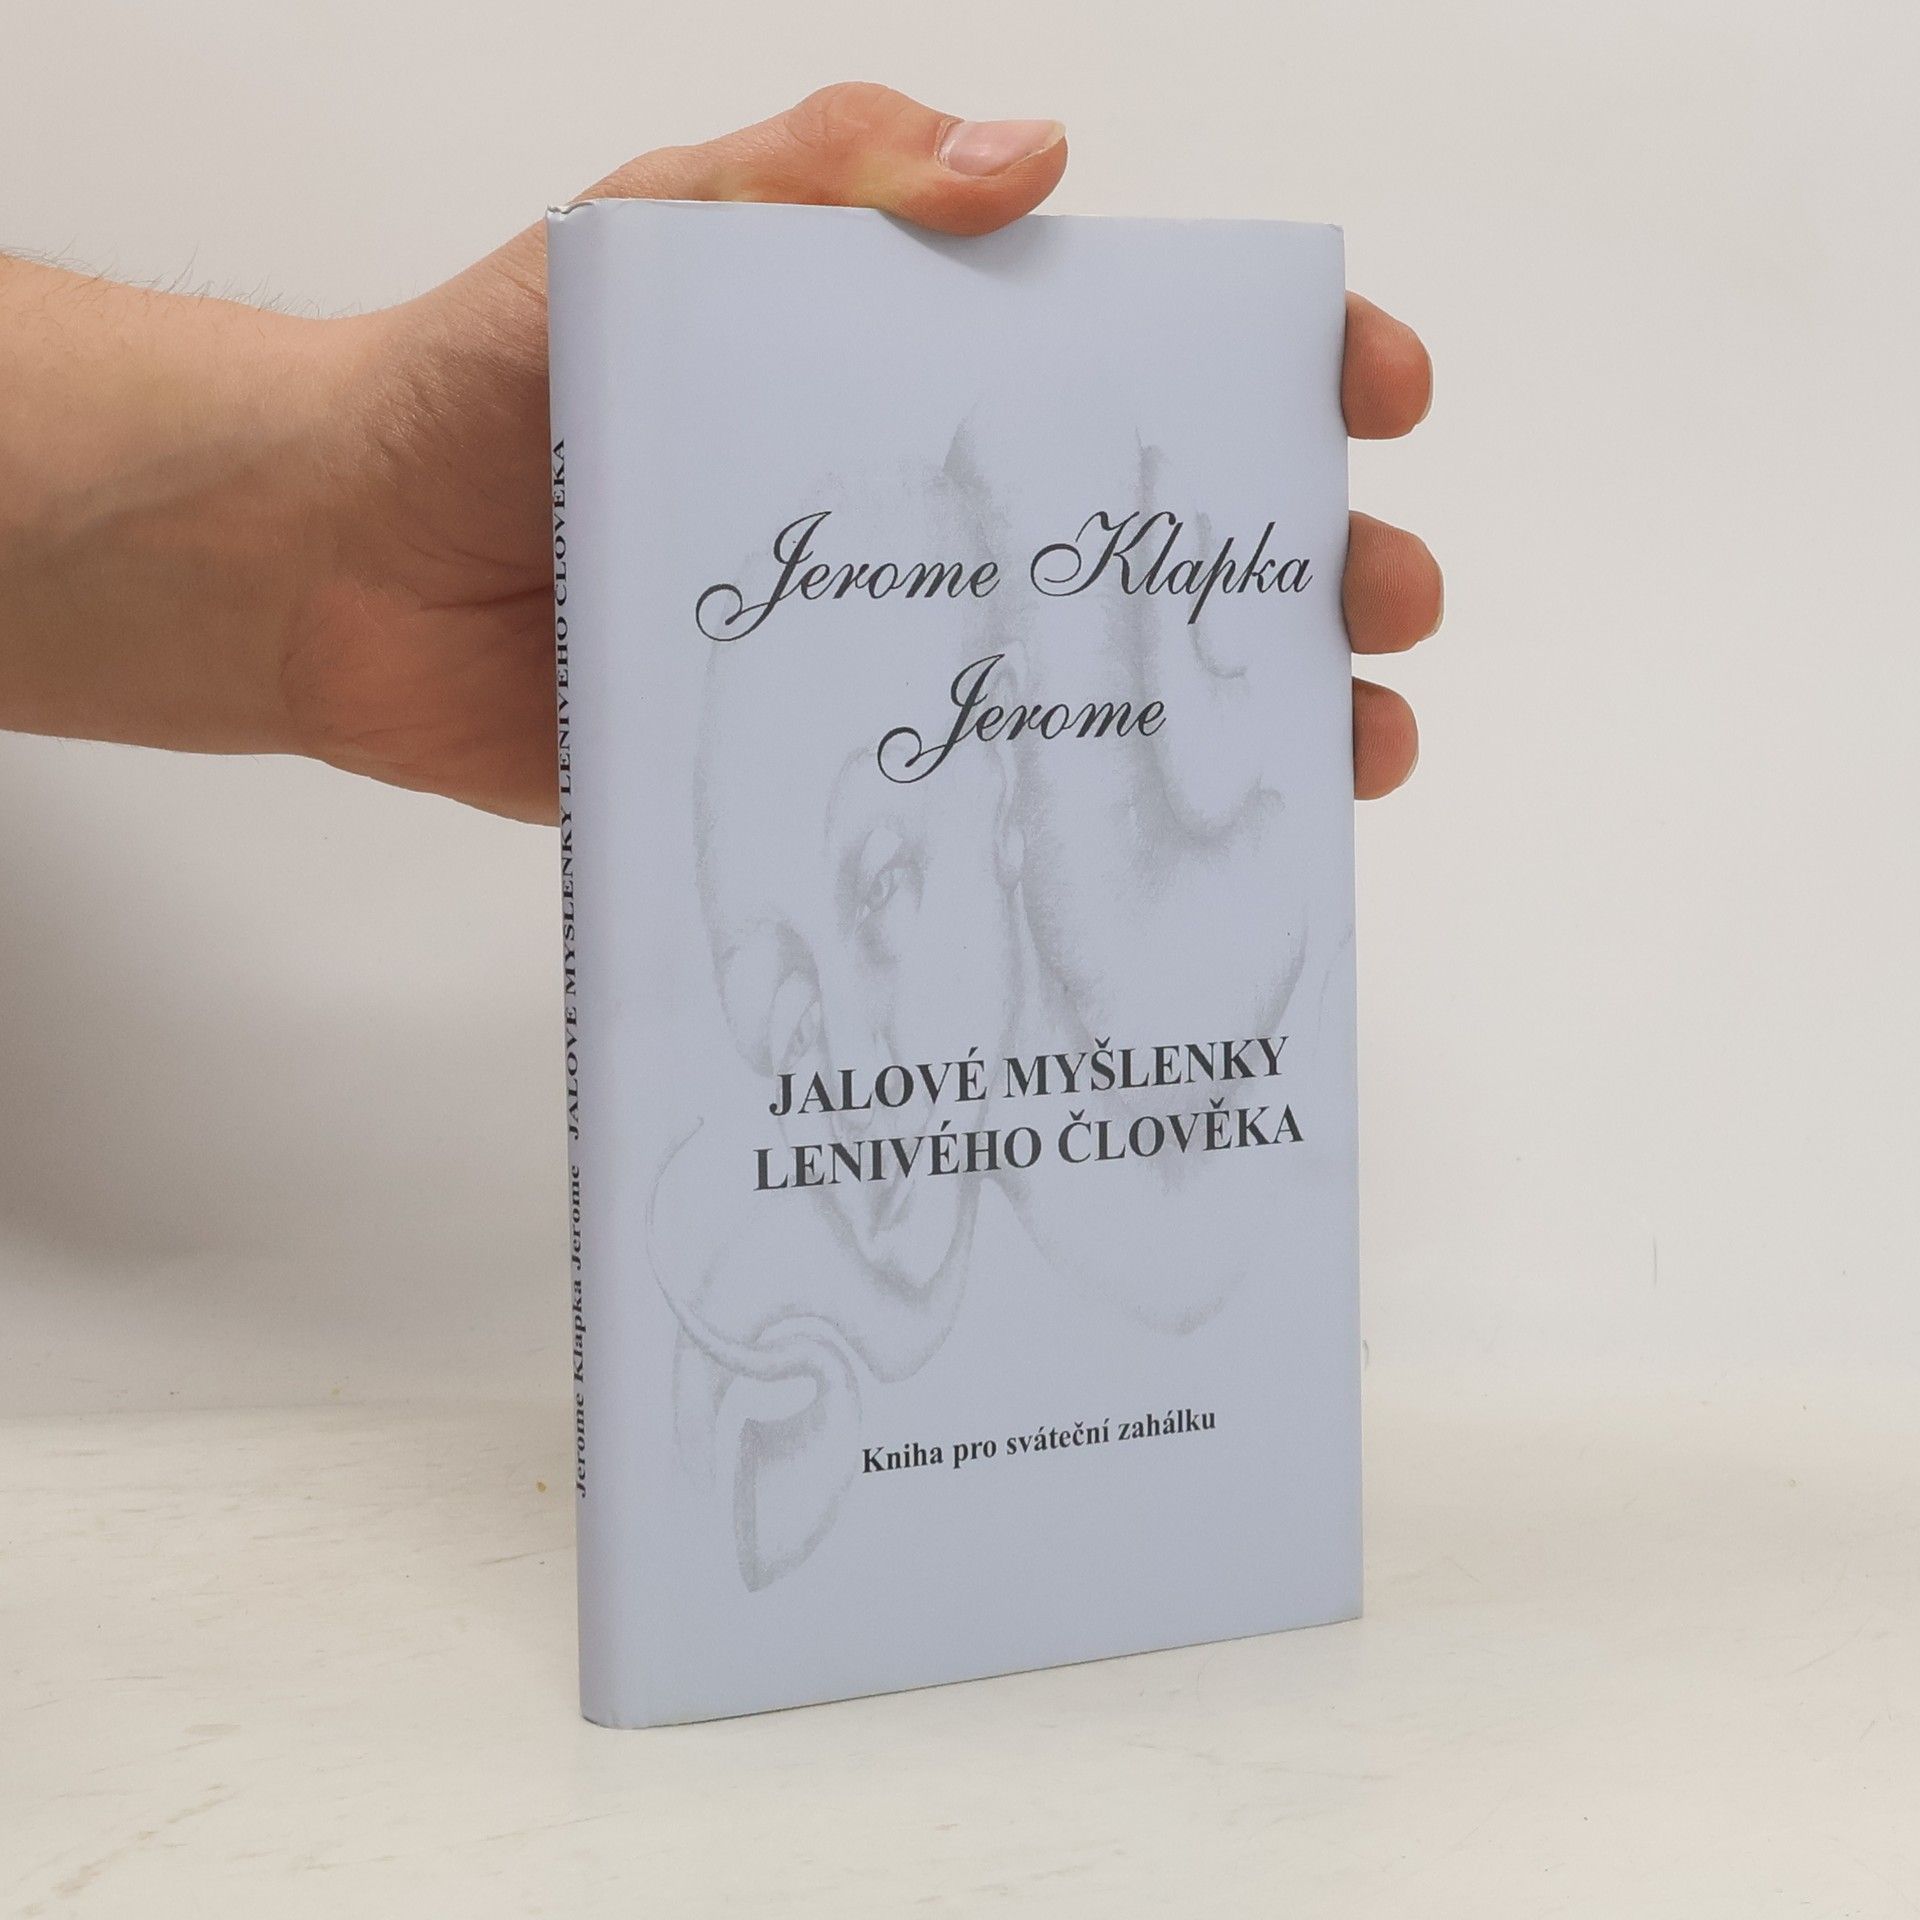 Jerome Klapka Jerome JALOVÉ MYŠLENKY LENIVÉHO ČLOVĚKA
Jerome Klapka
Jerome
JALOVÉ MYŠLENKY
LENIVÉHO ČLOVĚKA
Kniha pro sváteční zahálku